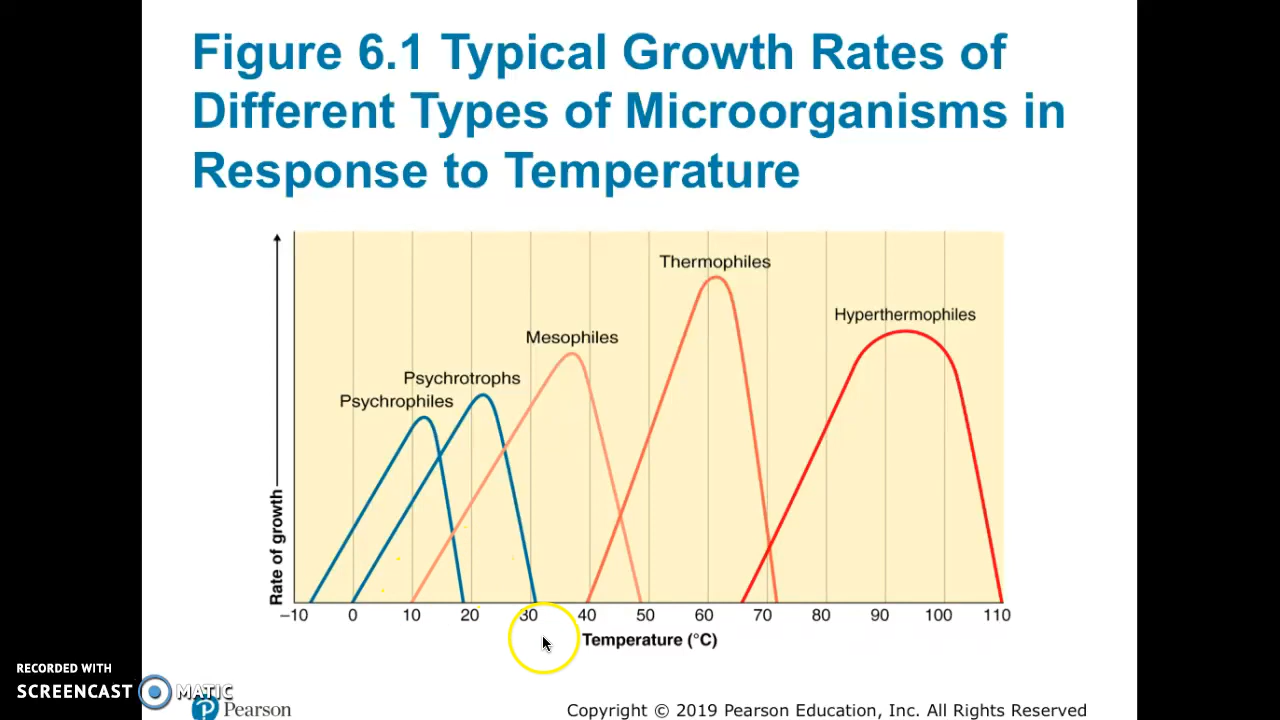 Figure 6.1 Typical Growth Rates of
Different Types of Microorganisms in
Response to Temperature
Thermophiles
Hyperthermophiles
Mesophiles
Psychrotrophs
Psychrophiles
Rate of growth
–10 0 10 20 30 40 50 60 70 80 90 100 110
Temperature (°C)
RECORDED WITH
SCREENCAST MATIC
Pearson
Copyright © 2019 Pearson Education, Inc. All Rights Reserved